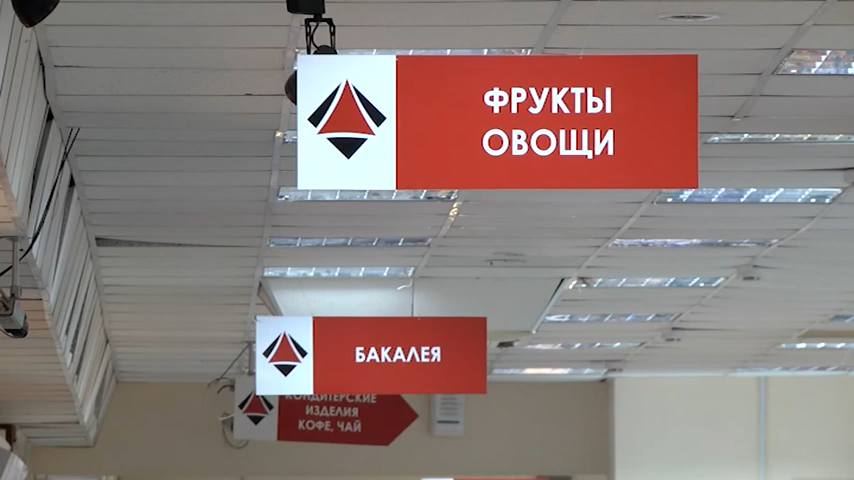 ФРУКТЫ
ОВОЩИ
БАКАЛЕЯ
КОНДИТЕРСКИЕ
ИЗДЕЛИЯ
КОФЕ, ЧАЙ